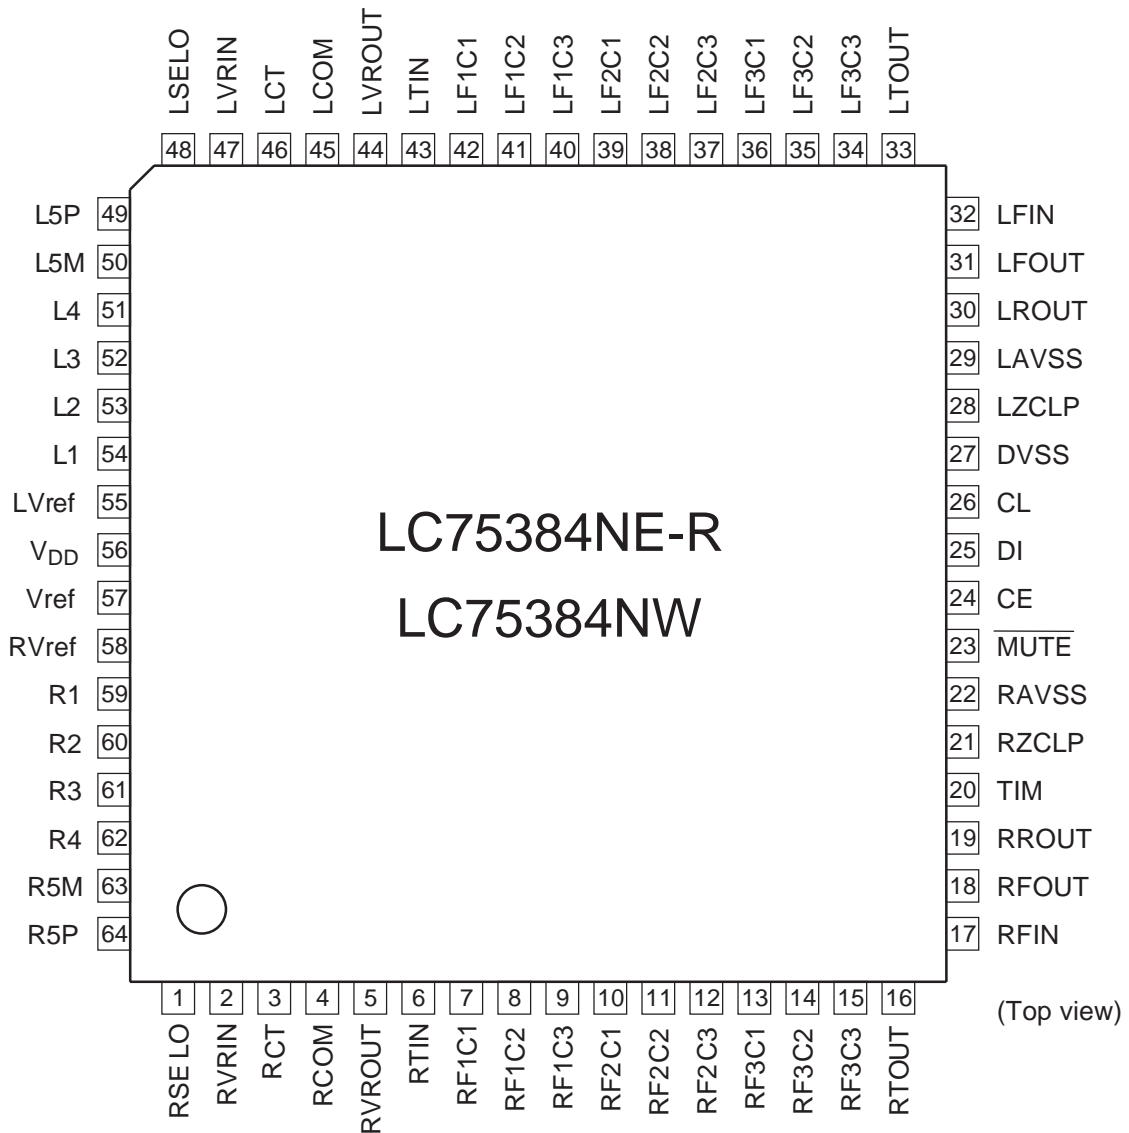 LSELO
LVRIN
LCT
LCOM
LVROUT
LTIN
LF1C1
LF1C2
LF1C3
LF2C1
LF2C2
LF2C3
LF3C1
LF3C2
LF3C3
LTOUT
48 47 46 45 44 43 42 41 40 39 38 37 36 35 34 33
L5P 49
L5M 50
L4 51
L3 52
L2 53
L1 54
LVref 55
VDD 56
Vref 57
RVref 58
R1 59
R2 60
R3 61
R4 62
R5M 63
R5P 64
LC75384NE-R
LC75384NW
32 LFIN
31 LFOUT
30 LROUT
29 LAVSS
28 LZCLP
27 DVSS
26 CL
25 DI
24 CE
23 MUTE
22 RAVSS
21 RZCLP
20 TIM
19 RROUT
18 RFOUT
17 RFIN
1 2 3 4 5 6 7 8 9 10 11 12 13 14 15 16
RSELO
RVRIN
RCT
RCOM
RVROUT
RTIN
RF1C1
RF1C2
RF1C3
RF2C1
RF2C2
RF2C3
RF3C1
RF3C2
RF3C3
RTOUT
(Top view)